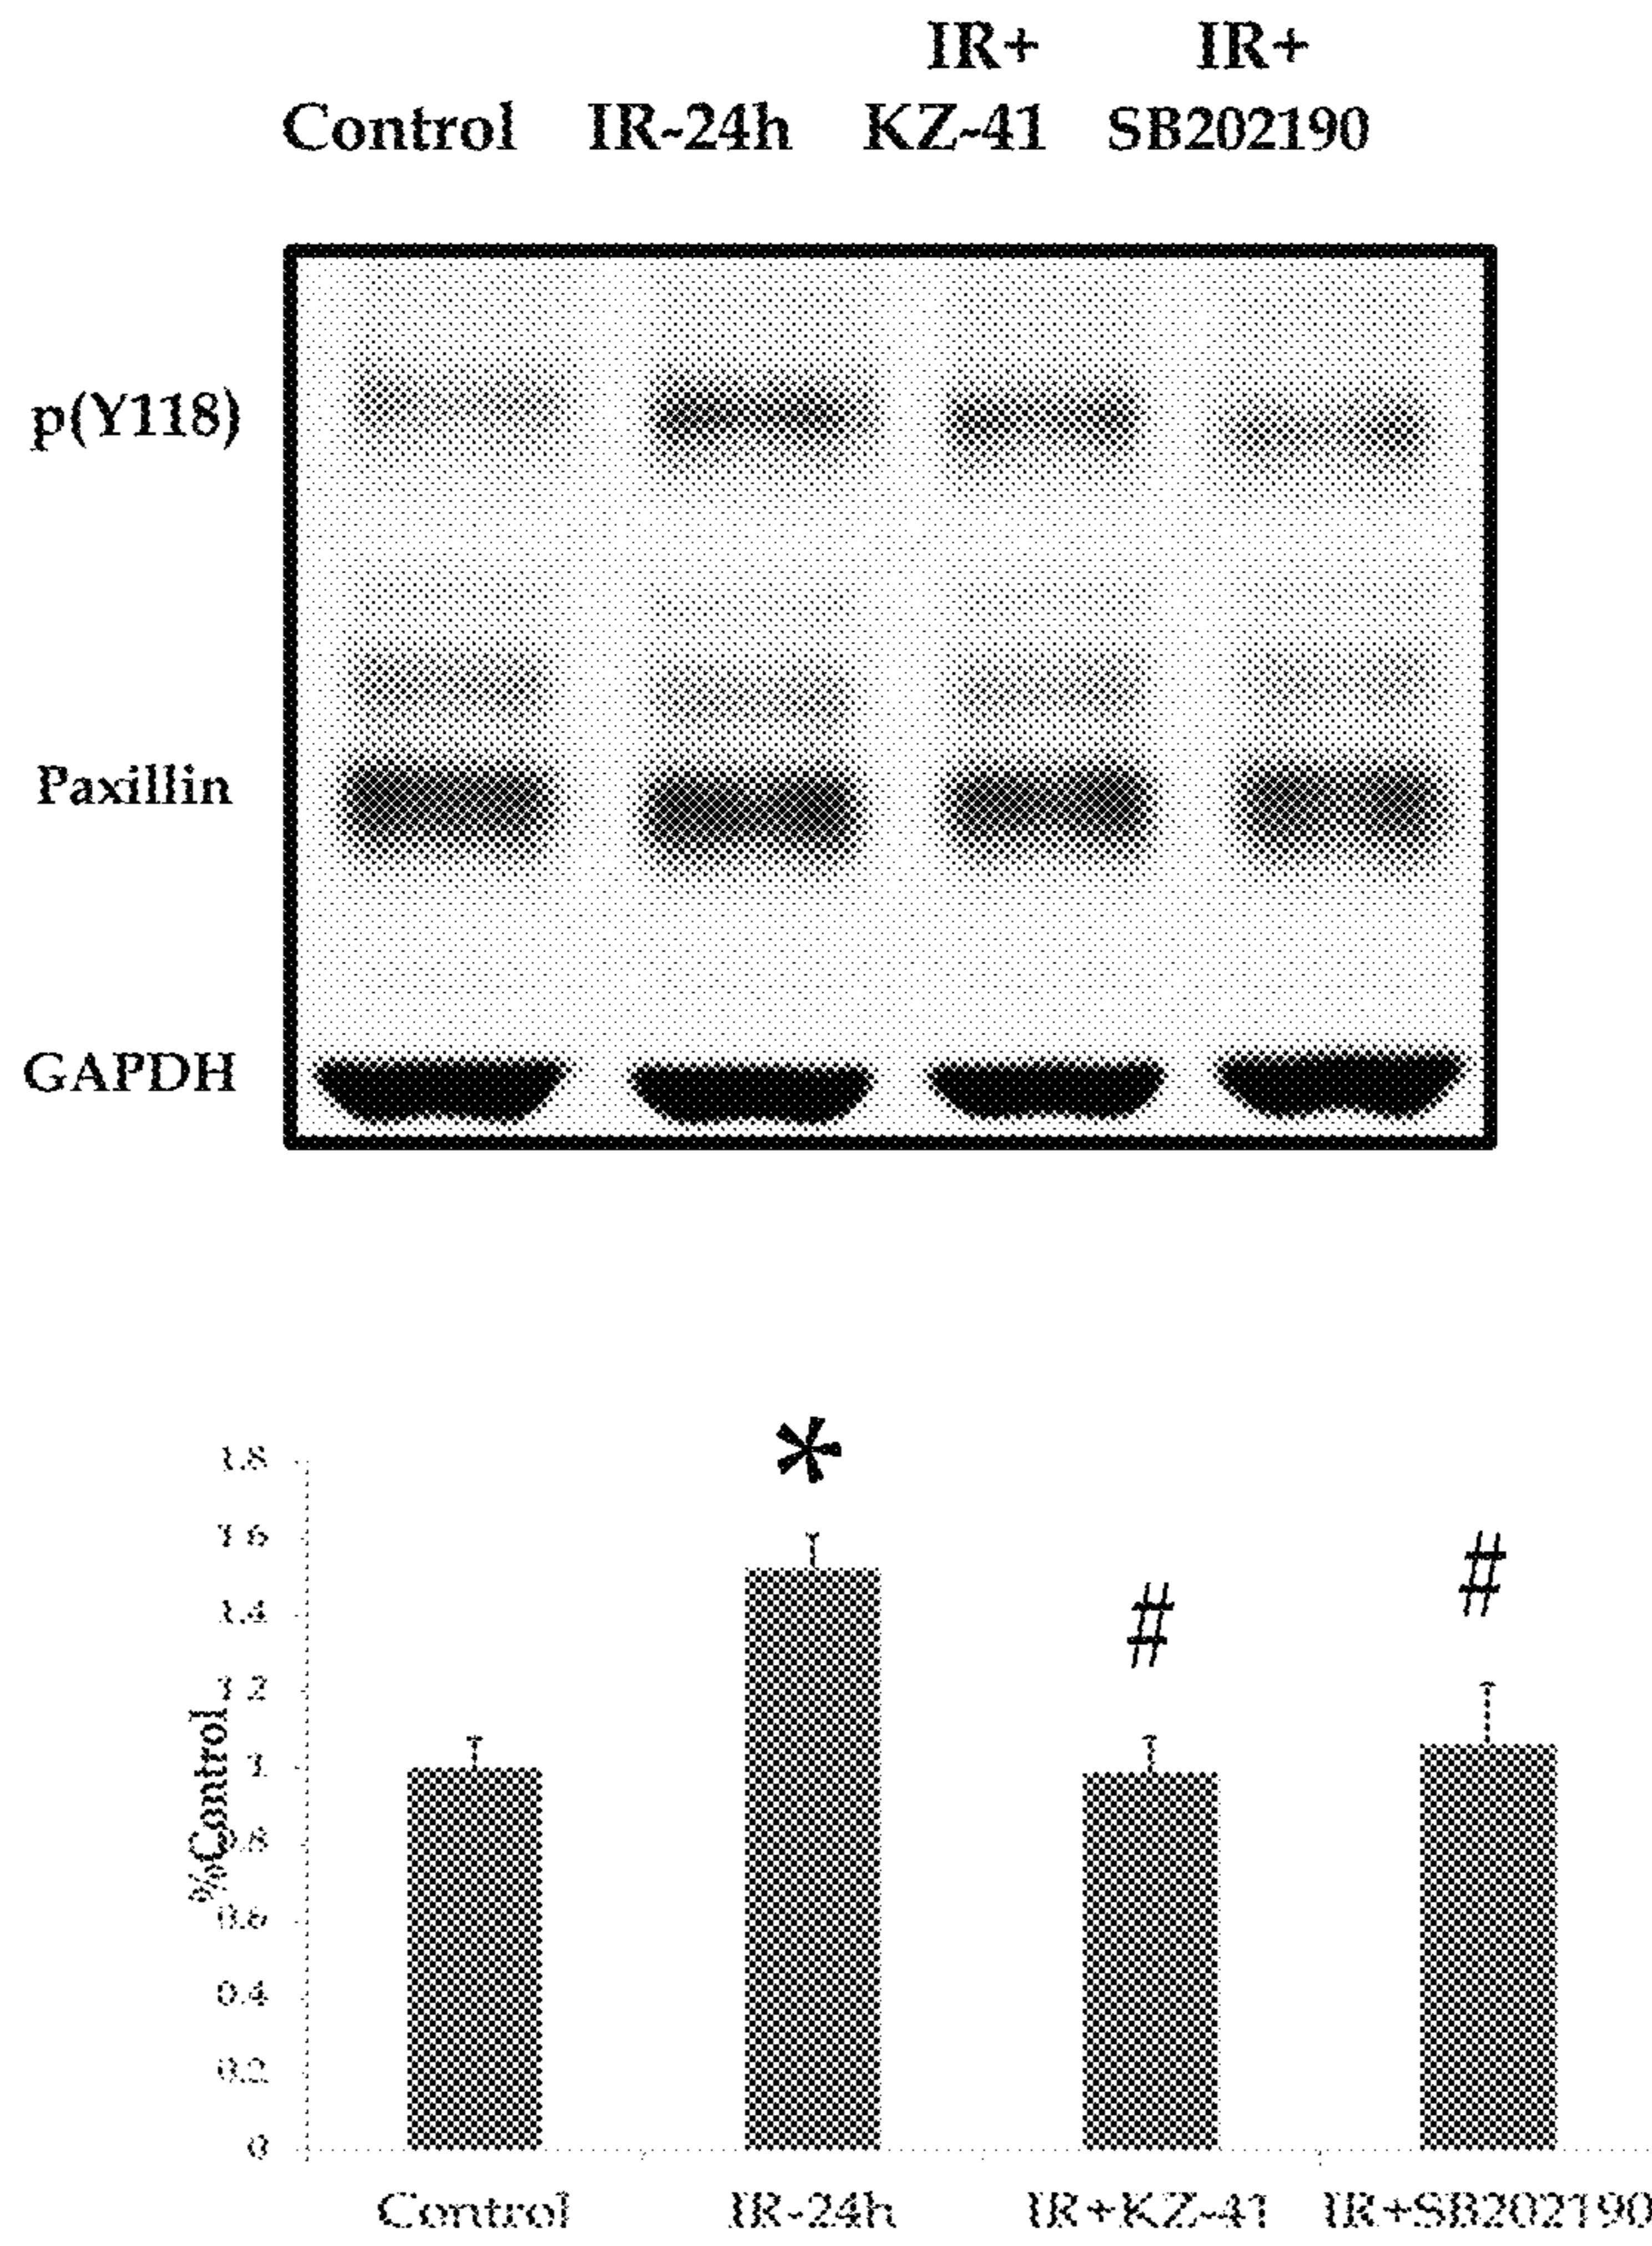 IR+ IR+
Control IR-24h KZ-41 SB202190
p(Y118)
Paxillin
GAPDH
*
#
#
%Control
1.8
1.6
1.4
1.2
1
0.8
0.6
0.4
0.2
0
Control IR-24h IR+KZ-41 IR+SB202190